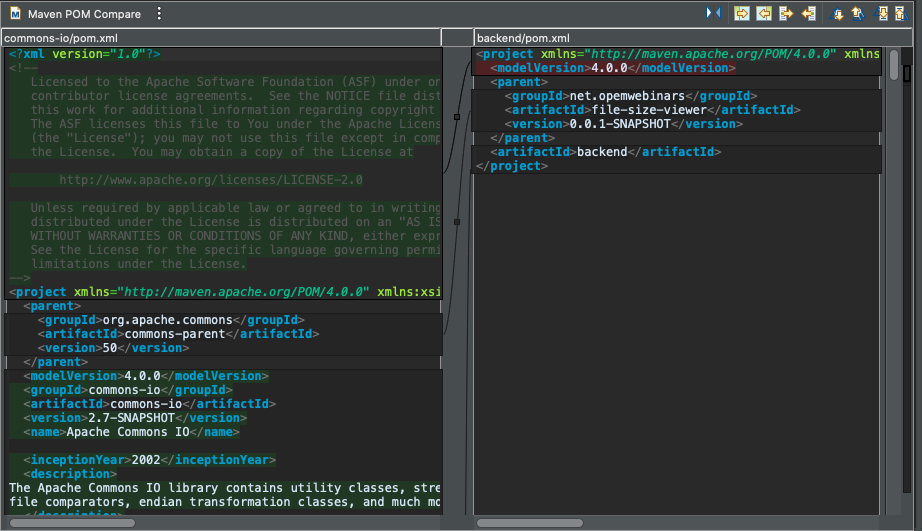 Maven POM Compare
commons-io/pom.xml
<?xml version="1.0"?>
<!--
Licensed to the Apache Software Foundation (ASF) under
contributor license agreements.  See the NOTICE file
this work for additional information regarding copyright
The ASF licenses this file to You under the Apache
(the "License"); you may not use this file except in
the License.  You may obtain a copy of the License at
http://www.apache.org/licenses/LICENSE-2.0
Unless required by applicable law or agreed to in writing
distributed under the License is distributed on an "AS
WITHOUT WARRANTIES OR CONDITIONS OF ANY KIND, either
See the License for the specific language governing
limitations under the License.
-->
<project xmlns="http://maven.apache.org/POM/4.0.0" xmlns:xsi
<parent>
<groupId>org.apache.commons</groupId>
<artifactId>commons-parent</artifactId>
<version>50</version>
</parent>
<modelVersion>4.0.0</modelVersion>
<groupId>commons-io</groupId>
<artifactId>commons-io</artifactId>
<version>2.7-SNAPSHOT</version>
<name>Apache Commons IO</name>
<inceptionYear>2002</inceptionYear>
<description>
The Apache Commons IO library contains utility classes,
file comparators, endian transformation classes, and much
</description>
backend/pom.xml
<project xmlns="http://maven.apache.org/POM/4.0.0" xmlns
<modelVersion>4.0.0</modelVersion>
<parent>
<groupId>net.opemwebinars</groupId>
<artifactId>file-size-viewer</artifactId>
<version>0.0.1-SNAPSHOT</version>
</parent>
<artifactId>backend</artifactId>
</project>